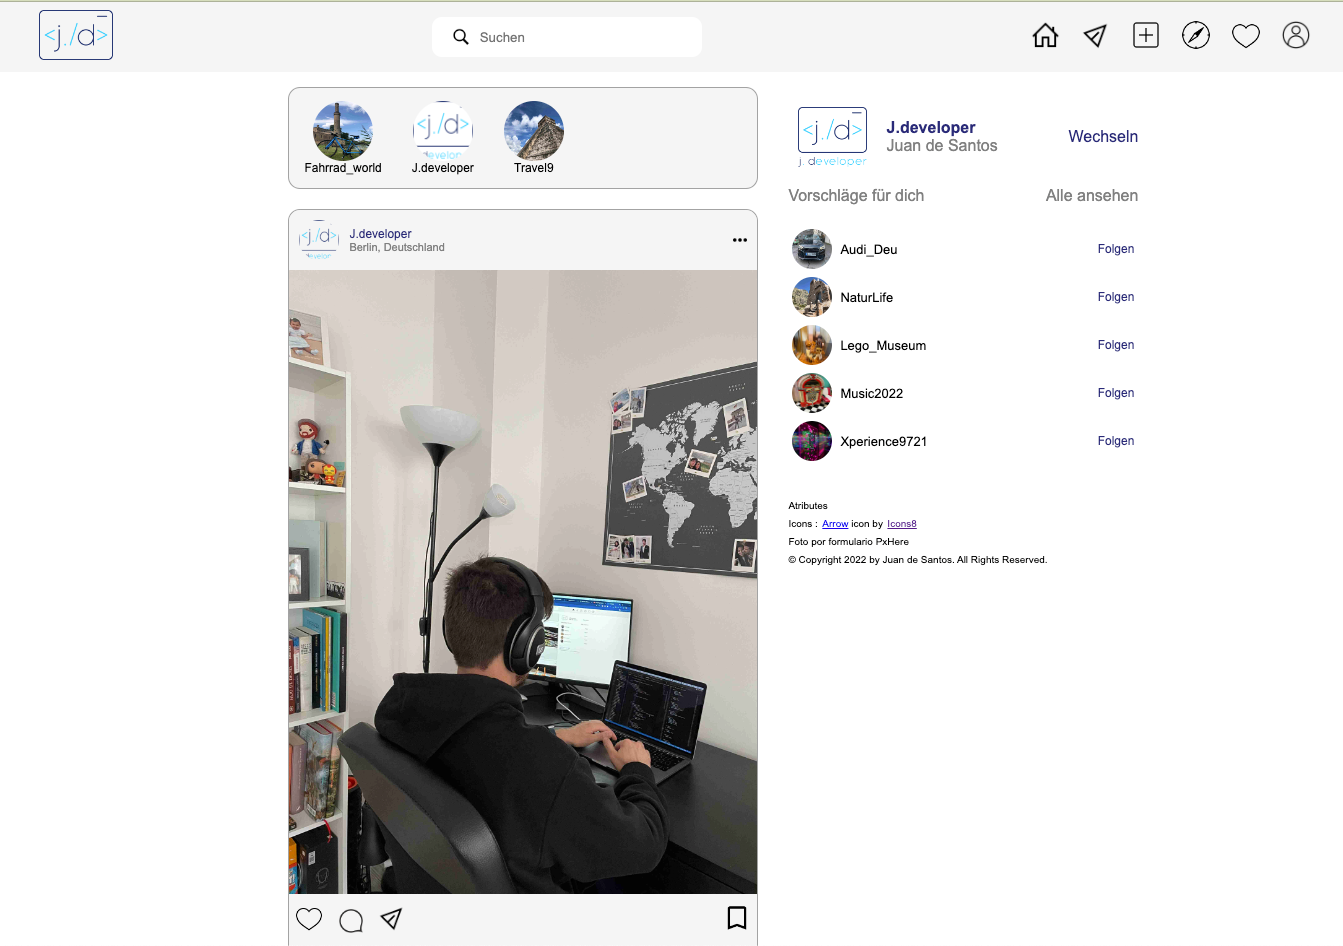 <j./d>
Suchen
Fahrrad_world
<j./d>
J.developer
Travel9
<j./d>
J.developer
Berlin, Deutschland
<j./d>
j. developer
J.developer
Juan de Santos
Wechseln
Vorschläge für dich
Alle ansehen
Audi_Deu
Folgen
NaturLife
Folgen
Lego_Museum
Folgen
Music2022
Folgen
Xperience9721
Folgen
Atributes
Icons : Arrow icon by Icons8
Foto por formulario PxHere
© Copyright 2022 by Juan de Santos. All Rights Reserved.